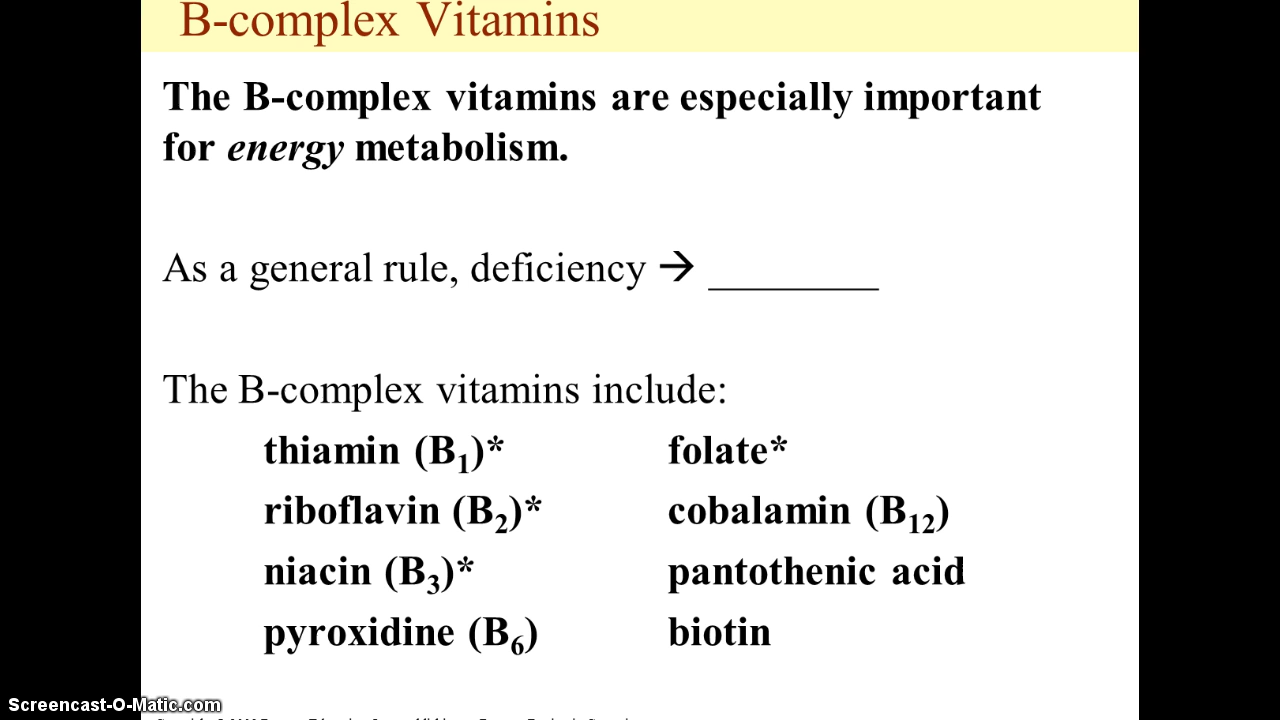 B-complex Vitamins
The B-complex vitamins are especially important
for energy metabolism.
As a general rule, deficiency → _________
The B-complex vitamins include:
thiamin (B₁)* folate*
riboflavin (B₂)* cobalamin (B₁₂)
niacin (B₃)* pantothenic acid
pyroxidine (B₆) biotin
Screencast-O-Matic.com